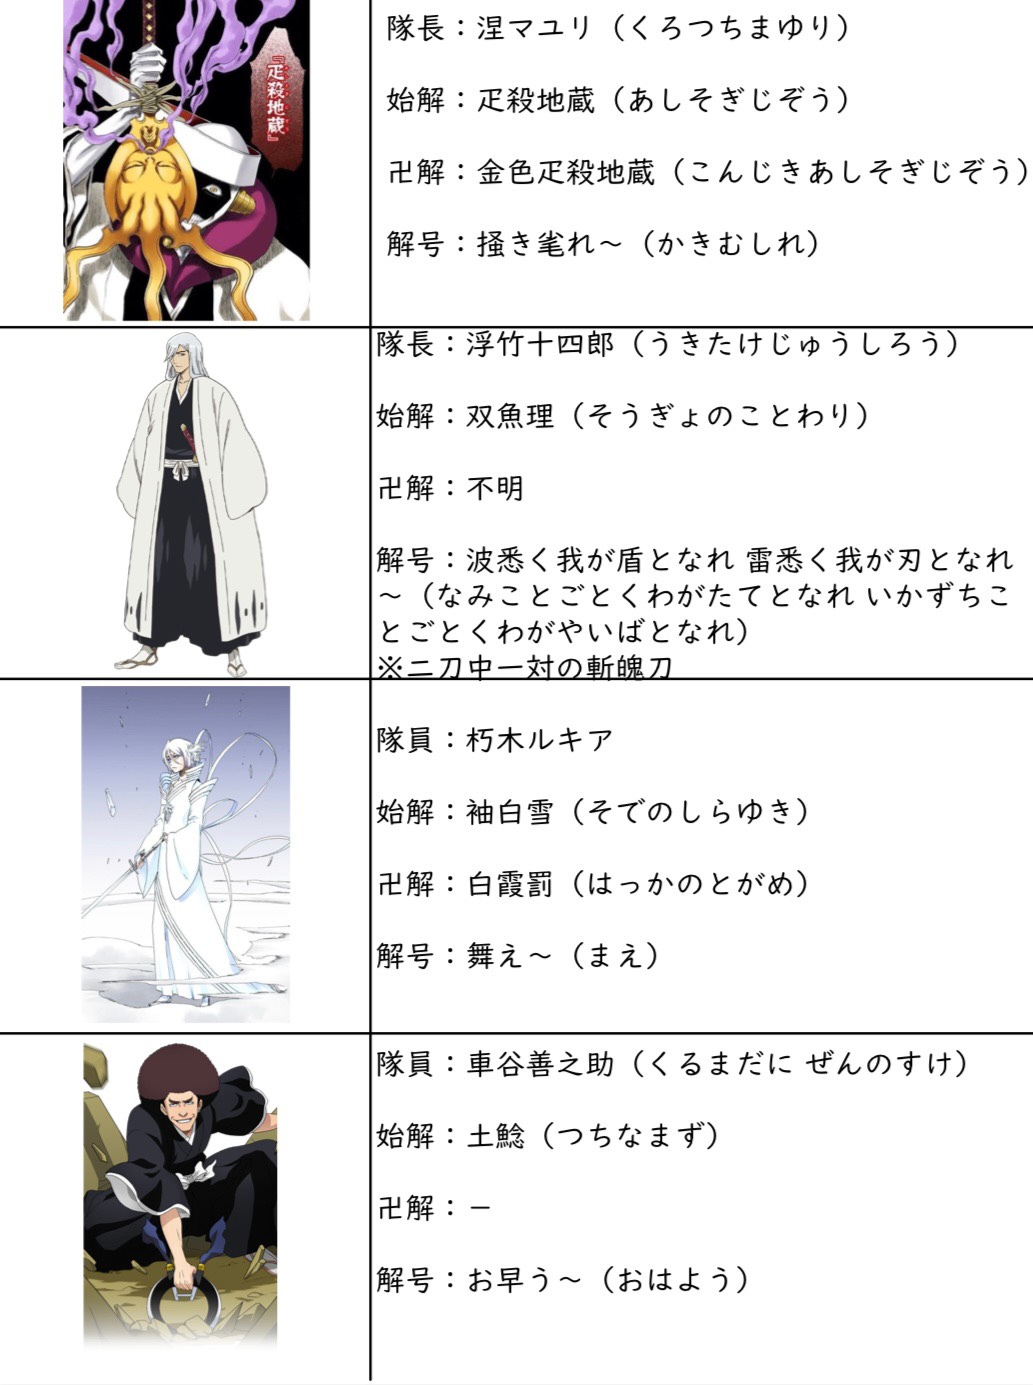 『疋殺地蔵』
隊長：涅マユリ（くろつちまゆり）
始解：疋殺地蔵（あしそぎじぞう）
卍解：金色疋殺地蔵（こんじきあしそぎじぞう）
解号：掻き毟れ～（かきむしれ）
隊長：浮竹十四郎（うきたけじゅうしろう）
始解：双魚理（そうぎょのことわり）
卍解：不明
解号：波悉く我が盾となれ 雷悉く我が刃となれ
～（なみことごとくわがたてとなれ いかずちこ
とごとくわがやいばとなれ）
※二刀中一対の斬魄刀
隊員：朽木ルキア
始解：袖白雪（そでのしらゆき）
卍解：白霞罸（はっかのとがめ）
解号：舞え～（まえ）
隊員：車谷善之助（くるまだに ぜんのすけ）
始解：土鯰（つちなまず）
卍解：－
解号：お早う～（おはよう）